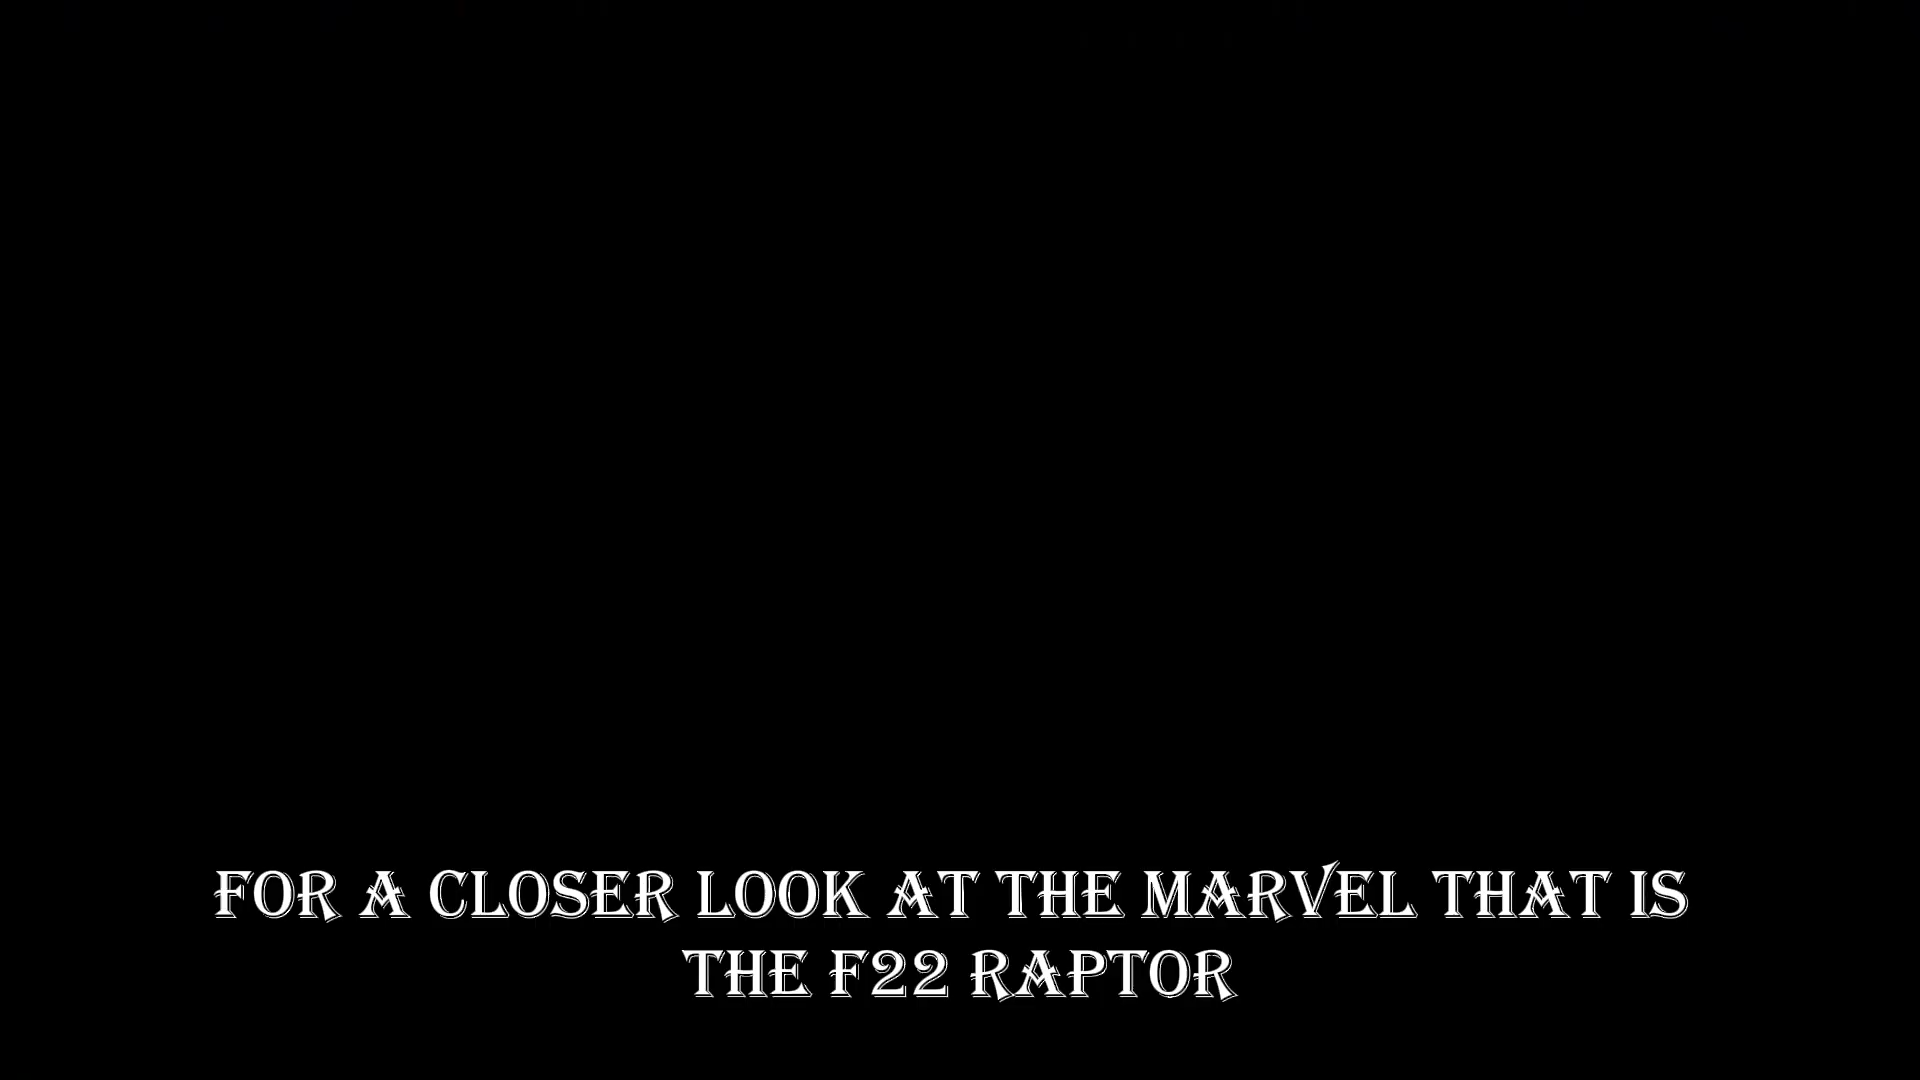 FOR A CLOSER LOOK AT THE MARVEL THAT IS
THE F22 RAPTOR